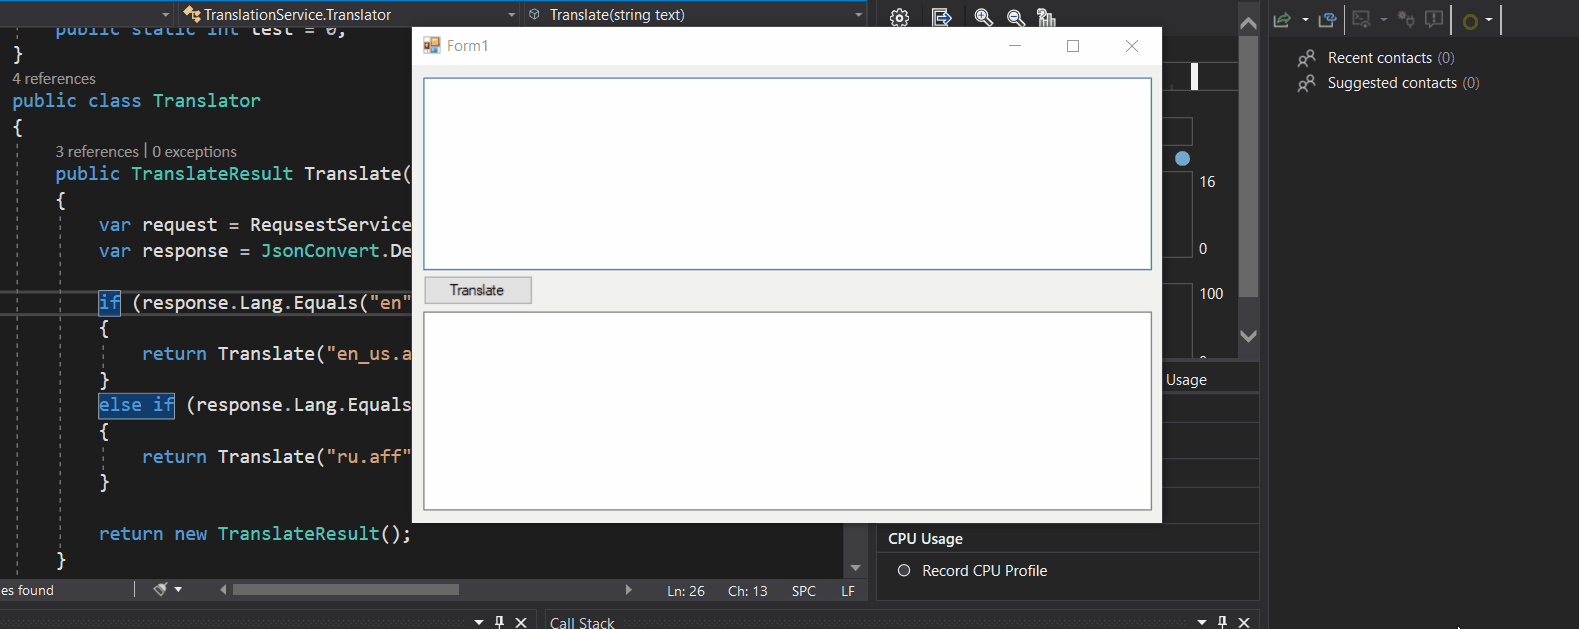 TranslationService.Translator
Translate(string text)
public static int test = 0;
}
4 references
public class Translator
{
3 references | 0 exceptions
public TranslateResult Translate(
{
var request = RequsestService
var response = JsonConvert.De
if (response.Lang.Equals("en"
{
return Translate("en_us.a
}
else if (response.Lang.Equals
{
return Translate("ru.aff"
}
return new TranslateResult();
}
es found
Ln: 26
Ch: 13
SPC
LF
Call Stack
Form1
Translate
16
0
100
Usage
CPU Usage
Record CPU Profile
Recent contacts (0)
Suggested contacts (0)